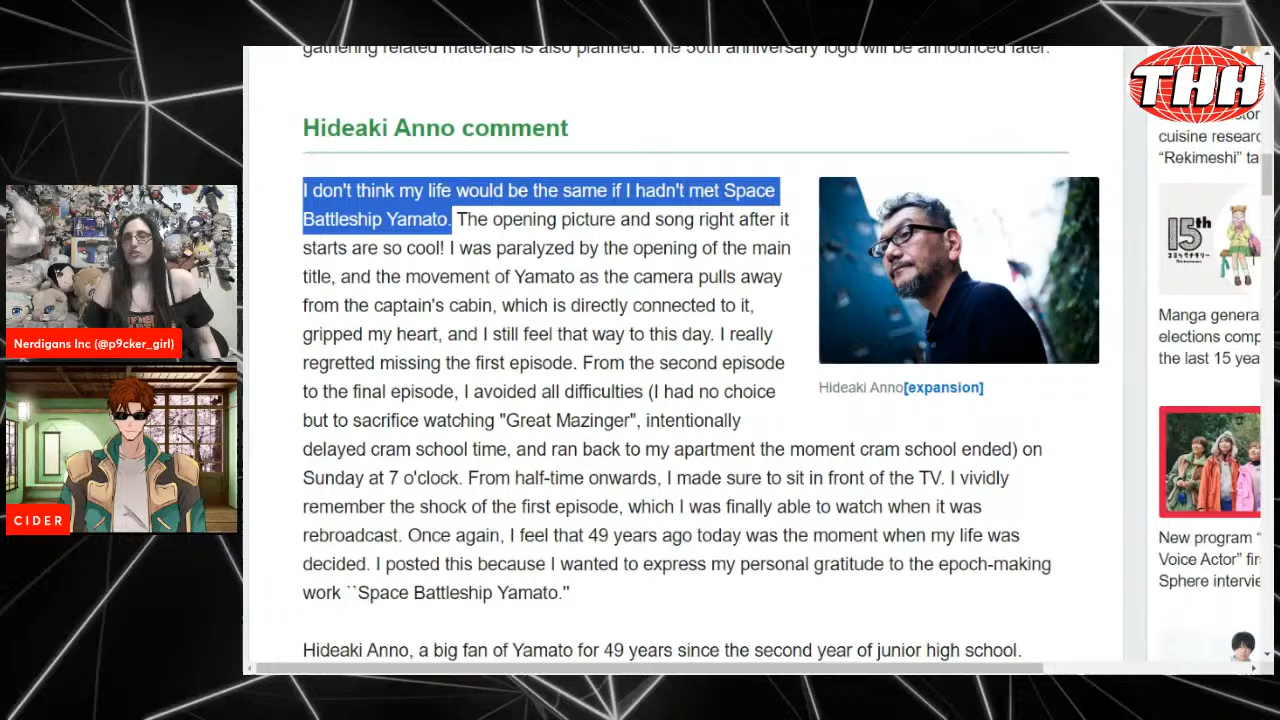 gathering related materials is also planned. The 50th anniversary logo will be announced later.
THH
Hideaki Anno comment
I don't think my life would be the same if I hadn't met Space
Battleship Yamato. The opening picture and song right after it
starts are so cool! I was paralyzed by the opening of the main
title, and the movement of Yamato as the camera pulls away
from the captain's cabin, which is directly connected to it,
gripped my heart, and I still feel that way to this day. I really
regretted missing the first episode. From the second episode
to the final episode, I avoided all difficulties (I had no choice
but to sacrifice watching "Great Mazinger", intentionally
delayed cram school time, and ran back to my apartment the moment cram school ended) on
Sunday at 7 o'clock. From half-time onwards, I made sure to sit in front of the TV. I vividly
remember the shock of the first episode, which I was finally able to watch when it was
rebroadcast. Once again, I feel that 49 years ago today was the moment when my life was
decided. I posted this because I wanted to express my personal gratitude to the epoch-making
work ``Space Battleship Yamato.''
Hideaki Anno, a big fan of Yamato for 49 years since the second year of junior high school.
Hideaki Anno[expansion]
cuisine researc
"Rekimeshi" ta
15th
コミックナタリー
Manga genera
elections comp
the last 15 yea
New program "
Voice Actor" fir
Sphere intervie
Nerdigans Inc (@p9cker_girl)
CIDER